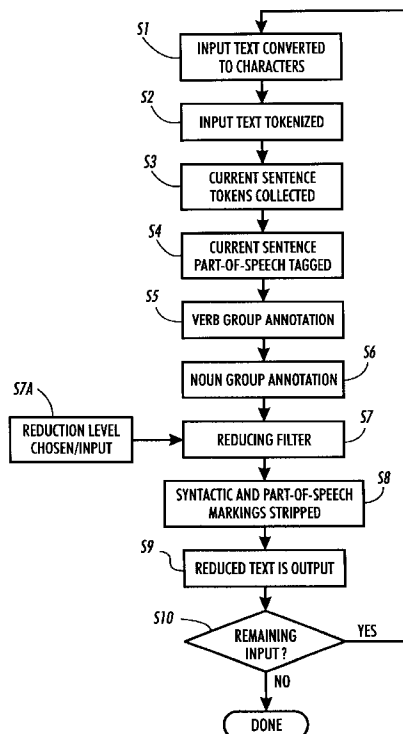 S1
INPUT TEXT CONVERTED
TO CHARACTERS
S2
INPUT TEXT TOKENIZED
S3
CURRENT SENTENCE
TOKENS COLLECTED
S4
CURRENT SENTENCE
PART-OF-SPEECH TAGGED
S5
VERB GROUP ANNOTATION
S6
NOUN GROUP ANNOTATION
S7A
REDUCTION LEVEL
CHOSEN/INPUT
S7
REDUCING FILTER
S8
SYNTACTIC AND PART-OF-SPEECH
MARKINGS STRIPPED
S9
REDUCED TEXT IS OUTPUT
S10
REMAINING
INPUT?
YES
NO
DONE